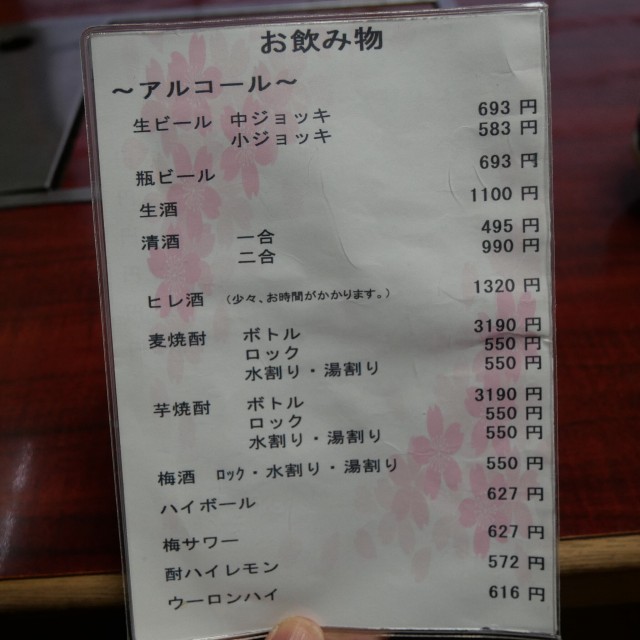 お飲み物
～アルコール～
生ビール 中ジョッキ 693 円
小ジョッキ 583 円
瓶ビール 693 円
生酒 1100 円
清酒 一合 495 円
二合 990 円
ヒレ酒 （少々、お時間がかかります。） 1320 円
麦焼酎 ボトル 3190 円
ロック 550 円
水割り・湯割り 550 円
芋焼酎 ボトル 3190 円
ロック 550 円
水割り・湯割り 550 円
梅酒 ﾛｯｸ・水割り・湯割り 550 円
ハイボール 627 円
梅サワー 627 円
酎ハイレモン 572 円
ウーロンハイ 616 円